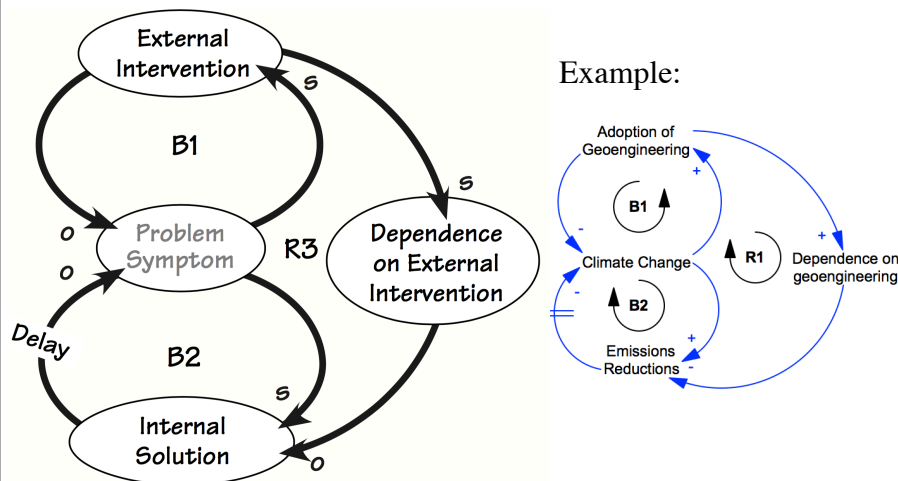 External
Intervention
s
B1
s
o
Problem
Symptom
R3
Dependence
on External
Intervention
o
Delay
B2
s
Internal
Solution
o
Example:
Adoption of
Geoengineering
+
B1
-
+
Climate Change
R1
Dependence on
geoengineering
-
B2
+
Emissions
Reductions
-